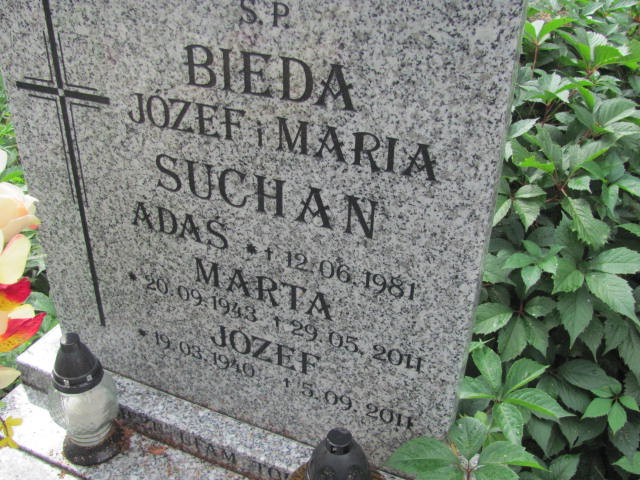 Ś.P.
BIEDA
JÓZEF i MARIA
SUCHAN
ADAŚ * † 12.06.1981
MARTA
* 20.09.1943 † 29.05.2011
JÓZEF
* 19.03.1940 † 5.09.2011